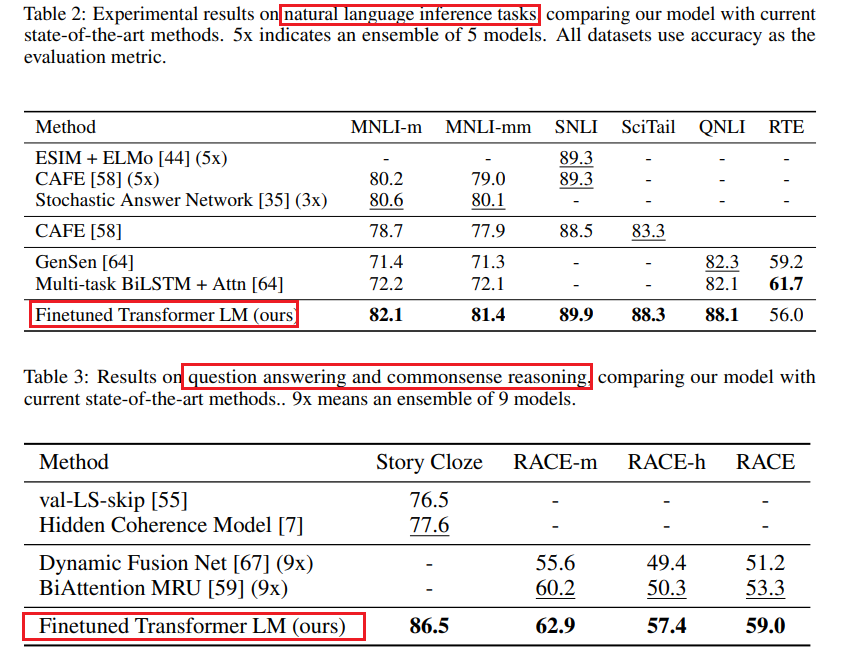 Table 2: Experimental results on natural language inference tasks, comparing our model with current
state-of-the-art methods. 5x indicates an ensemble of 5 models. All datasets use accuracy as the
evaluation metric.
Method MNLI-m MNLI-mm SNLI SciTail QNLI RTE
ESIM + ELMo [44] (5x) - - 89.3 - - -
CAFE [58] (5x) 80.2 79.0 89.3 - - -
Stochastic Answer Network [35] (3x) 80.6 80.1 - - - -
CAFE [58] 78.7 77.9 88.5 83.3
GenSen [64] 71.4 71.3 - - 82.3 59.2
Multi-task BiLSTM + Attn [64] 72.2 72.1 - - 82.1 61.7
Finetuned Transformer LM (ours) 82.1 81.4 89.9 88.3 88.1 56.0
Table 3: Results on question answering and commonsense reasoning, comparing our model with
current state-of-the-art methods.. 9x means an ensemble of 9 models.
Method Story Cloze RACE-m RACE-h RACE
val-LS-skip [55] 76.5 - - -
Hidden Coherence Model [7] 77.6 - - -
Dynamic Fusion Net [67] (9x) - 55.6 49.4 51.2
BiAttention MRU [59] (9x) - 60.2 50.3 53.3
Finetuned Transformer LM (ours) 86.5 62.9 57.4 59.0